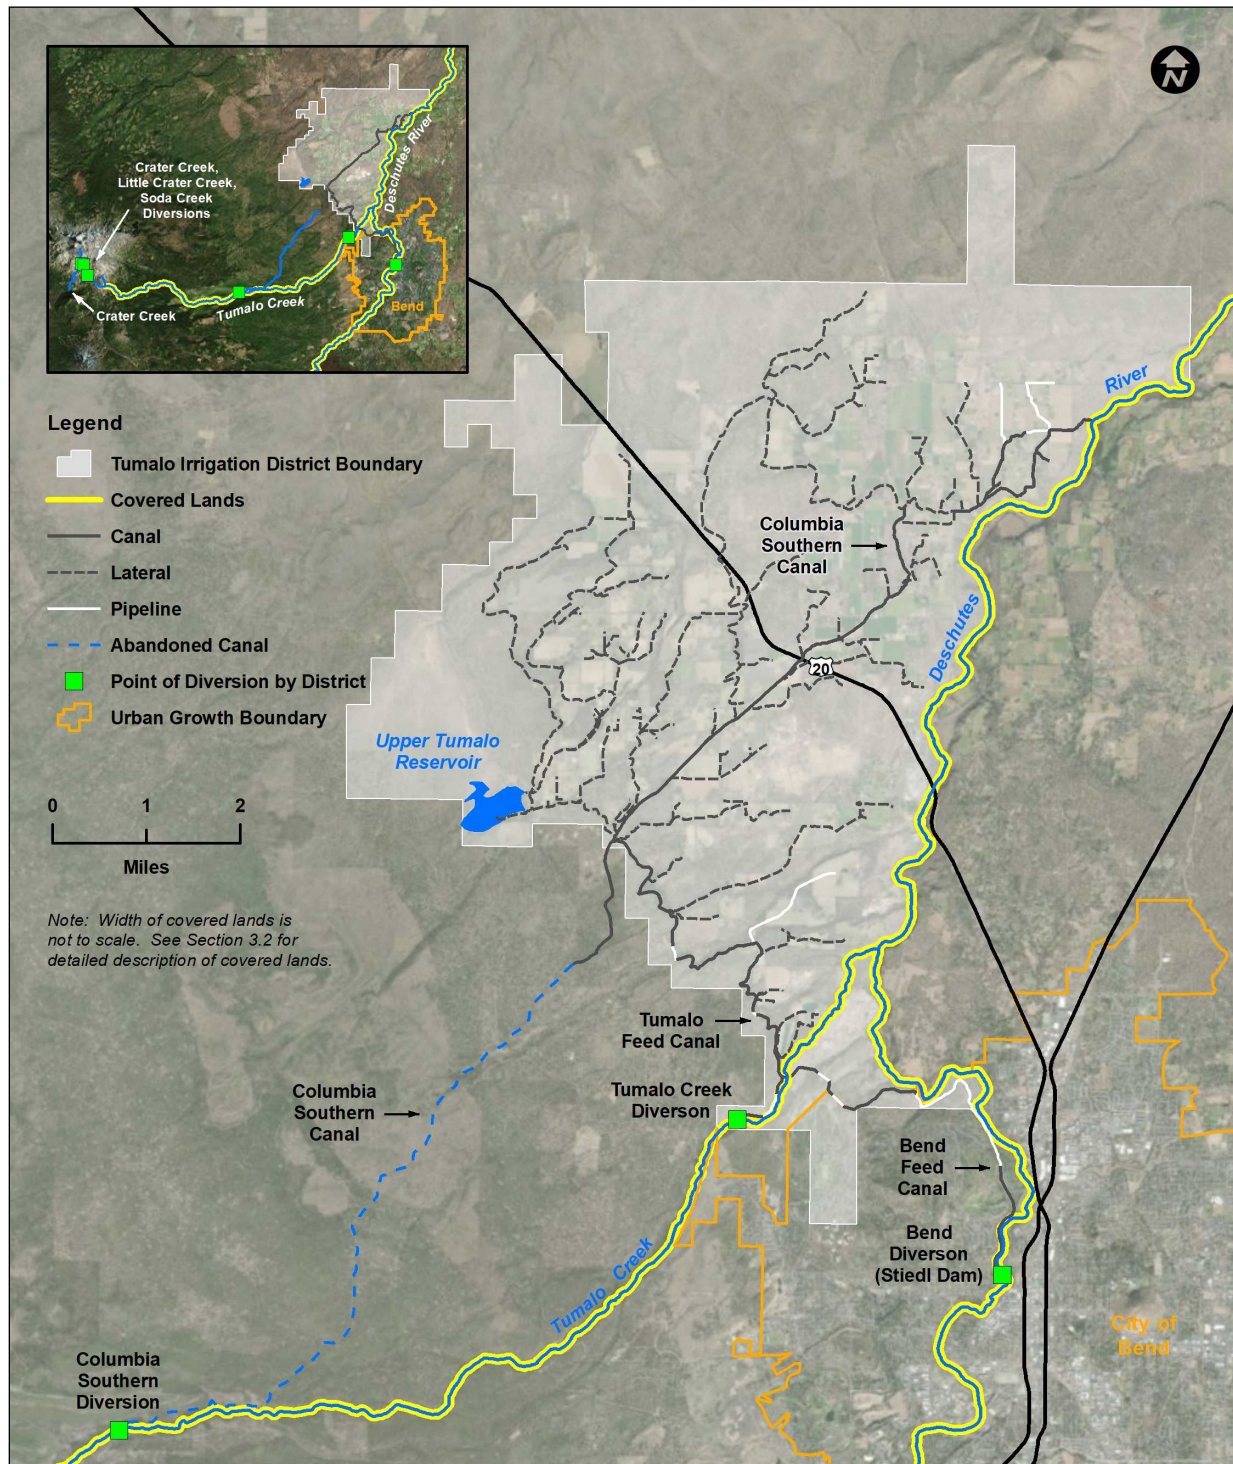 N
Crater Creek,
Little Crater Creek,
Soda Creek
Diversions
Deschutes River
Tumalo Creek
Crater Creek
Bend
Legend
Tumalo Irrigation District Boundary
Covered Lands
Canal
Lateral
Pipeline
Abandoned Canal
Point of Diversion by District
Urban Growth Boundary
0 1 2
Miles
Note: Width of covered lands is
not to scale. See Section 3.2 for
detailed description of covered lands.
River
Columbia
Southern
Canal
Deschutes
20
Upper Tumalo
Reservoir
Tumalo
Feed Canal
Tumalo Creek
Diverson
Columbia
Southern
Canal
Bend
Feed
Canal
Bend
Diverson
(Stiedl Dam)
Tumalo Creek
City of
Bend
Columbia
Southern
Diversion